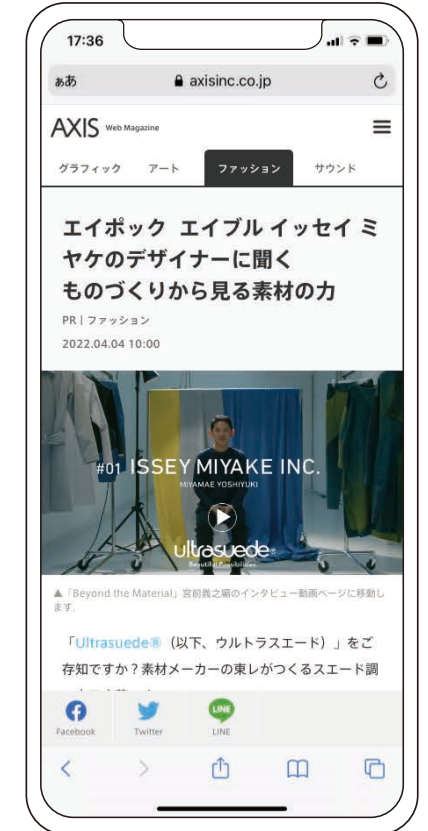 17:36
ぁあ
axisinc.co.jp
AXIS Web Magazine
グラフィック アート ファッション サウンド
エイポック エイブル イッセイ ミ
ヤケのデザイナーに聞く
ものづくりから見る素材の力
PR | ファッション
2022.04.04 10:00
#01 ISSEY MIYAKE INC.
MIYAMAE YOSHIYUKI
ultrasuede®
Beautiful Possibilities
▲「Beyond the Material」宮前義之編のインタビュー動画ページに移動し
ます。
「Ultrasuede®（以下、ウルトラスエード）」をご
存知ですか？素材メーカーの東レがつくるスエード調
LINE
Facebook Twitter LINE